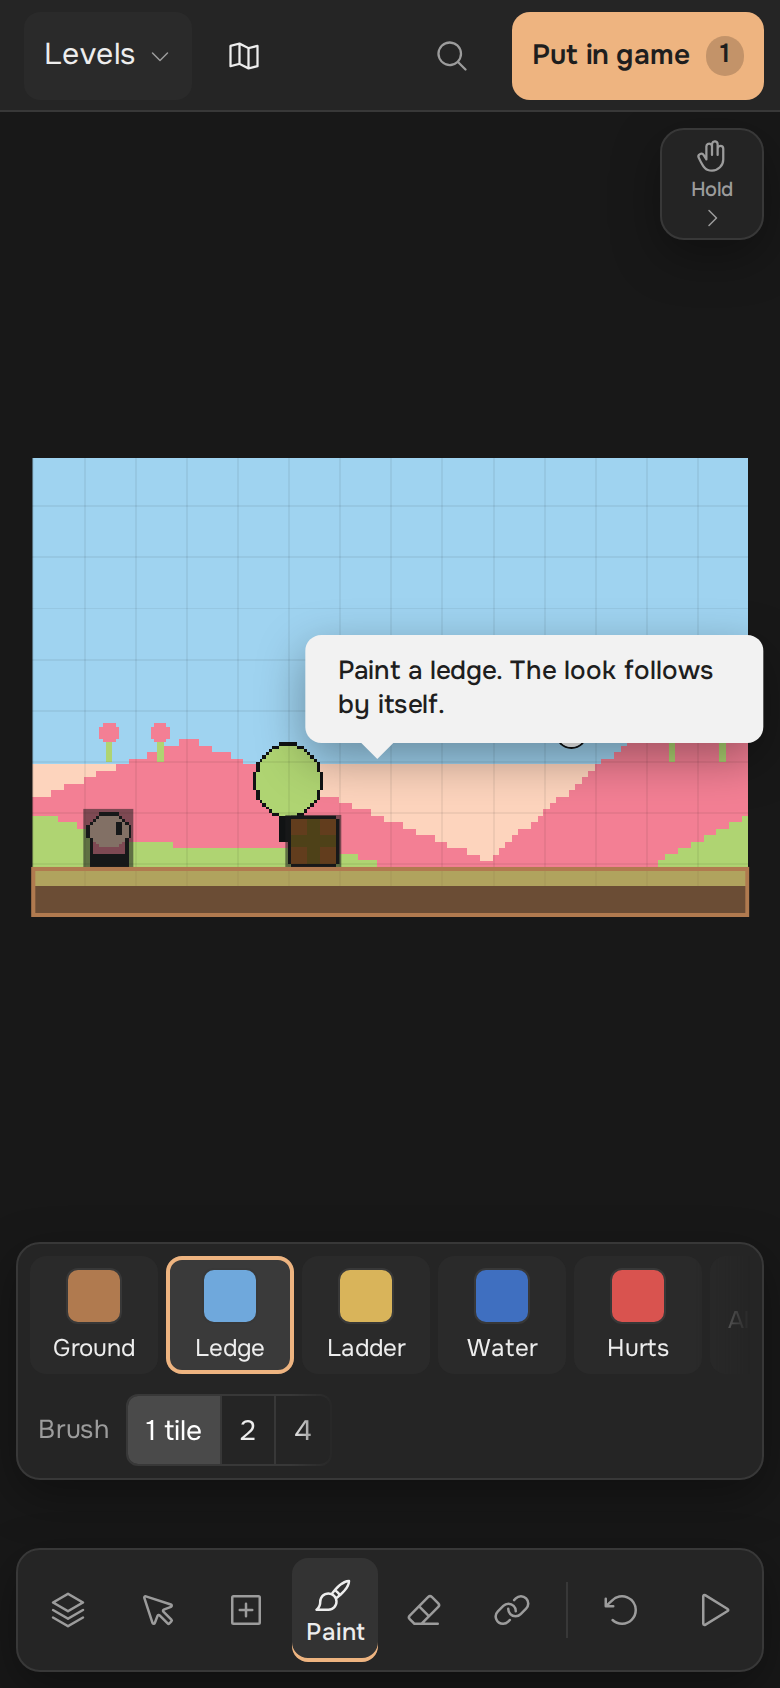 Levels
Put in game 1
Hold
Paint a ledge. The look follows
by itself.
Ground
Ledge
Ladder
Water
Hurts
Brush
1 tile
2
4
Paint